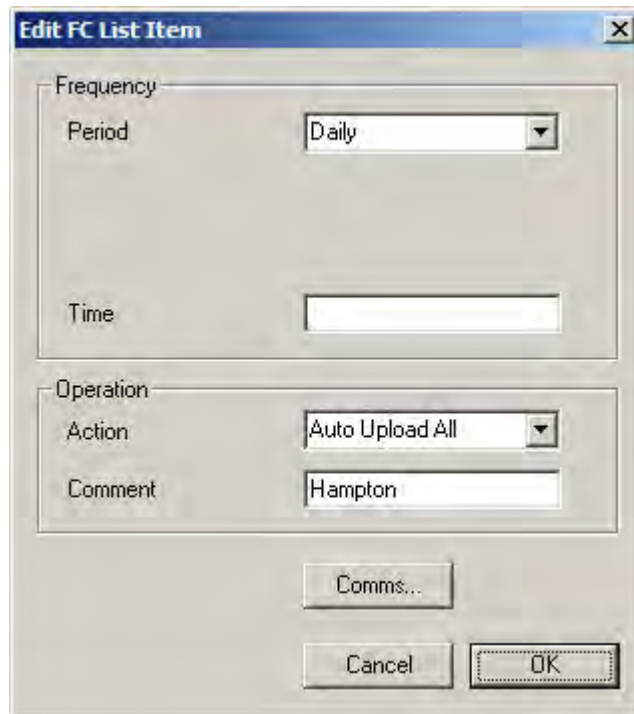 Edit FC List Item
Frequency
Period Daily
Time
Operation
Action Auto Upload All
Comment Hampton
Comms...
Cancel OK